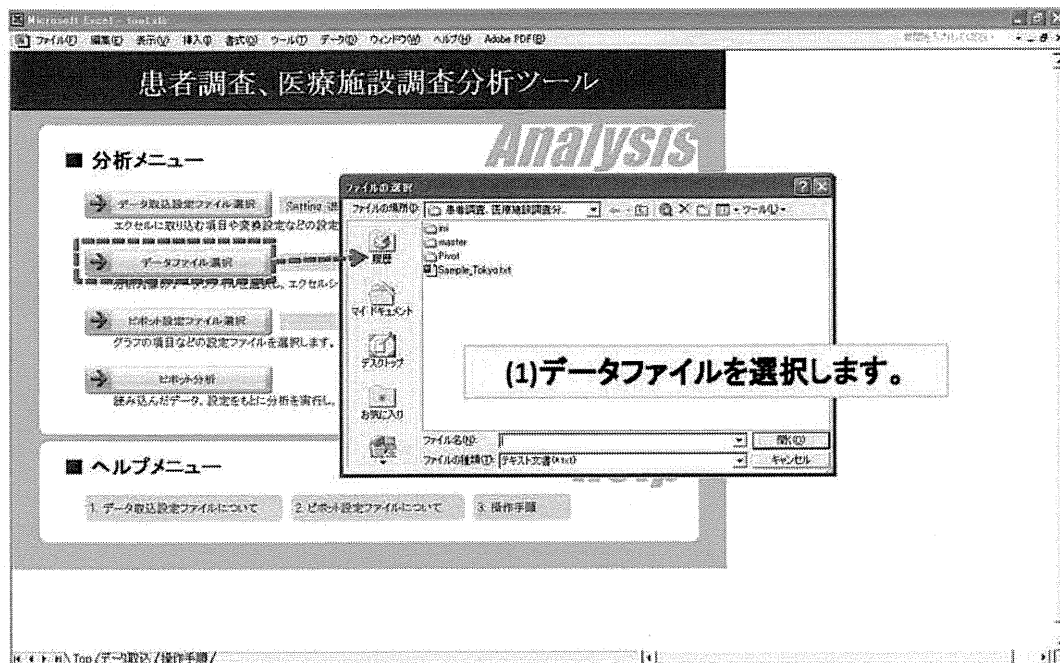 Microsoft Excel - tool.xls
ファイル(F) 編集(E) 表示(V) 挿入(I) 書式(O) ツール(T) データ(D) ウィンドウ(W) ヘルプ(H) Adobe PDF(B)
患者調査、医療施設調査分析ツール
Analysis
■ 分析メニュー
データ取込設定ファイル選択
エクセルに取り込む項目や変換設定などの設定
データファイル選択
ピボット設定ファイル選択
グラフの項目などの設定ファイルを選択します。
ピボット分析
読み込んだデータ、設定をもとに分析を実行し、
ファイルの選択
ファイルの場所(I): 患者調査、医療施設調査分
ツール(L)
ini
master
Pivot
Sample_Tokyo.txt
履歴
マイ ドキュメント
デスクトップ
お気に入り
(1)データファイルを選択します。
ファイル名(N): 開く(O)
ファイルの種類(T): テキスト文書(*.txt) キャンセル
■ ヘルプメニュー
1. データ取込設定ファイルについて 2. ピボット設定ファイルについて 3. 操作手順
Top / データ取込 / 操作手順 /